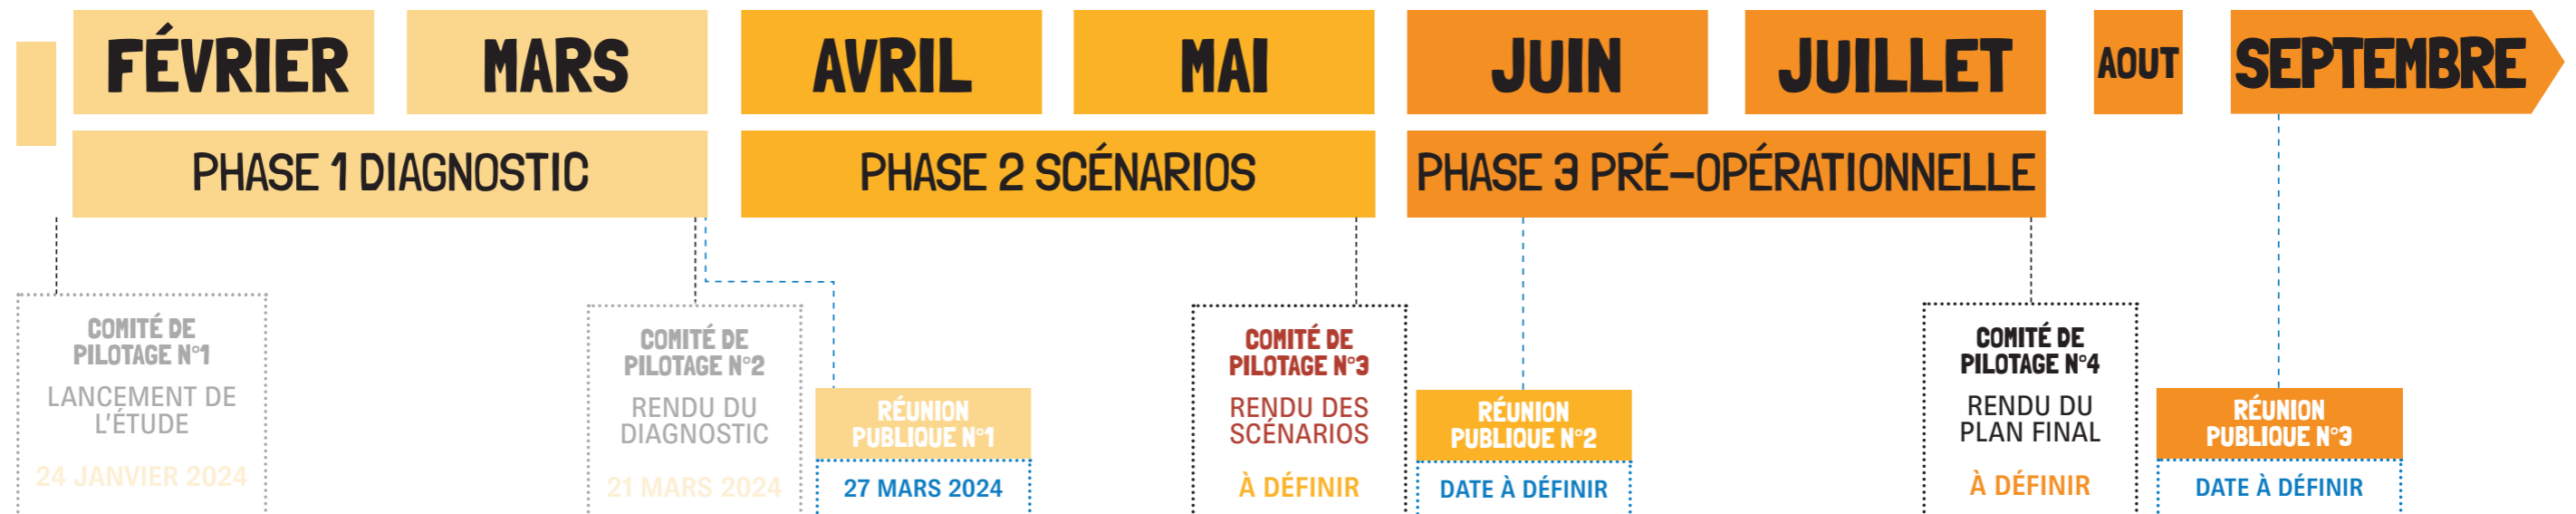 FÉVRIER
MARS
AVRIL
MAI
JUIN
JUILLET
AOUT
SEPTEMBRE
PHASE 1 DIAGNOSTIC
PHASE 2 SCÉNARIOS
PHASE 3 PRÉ-OPÉRATIONNELLE
COMITÉ DE
PILOTAGE N°1
LANCEMENT DE
L'ÉTUDE
24 JANVIER 2024
COMITÉ DE
PILOTAGE N°2
RENDU DU
DIAGNOSTIC
21 MARS 2024
RÉUNION
PUBLIQUE N°1
27 MARS 2024
COMITÉ DE
PILOTAGE N°3
RENDU DES
SCÉNARIOS
À DÉFINIR
RÉUNION
PUBLIQUE N°2
DATE À DÉFINIR
COMITÉ DE
PILOTAGE N°4
RENDU DU
PLAN FINAL
À DÉFINIR
RÉUNION
PUBLIQUE N°3
DATE À DÉFINIR